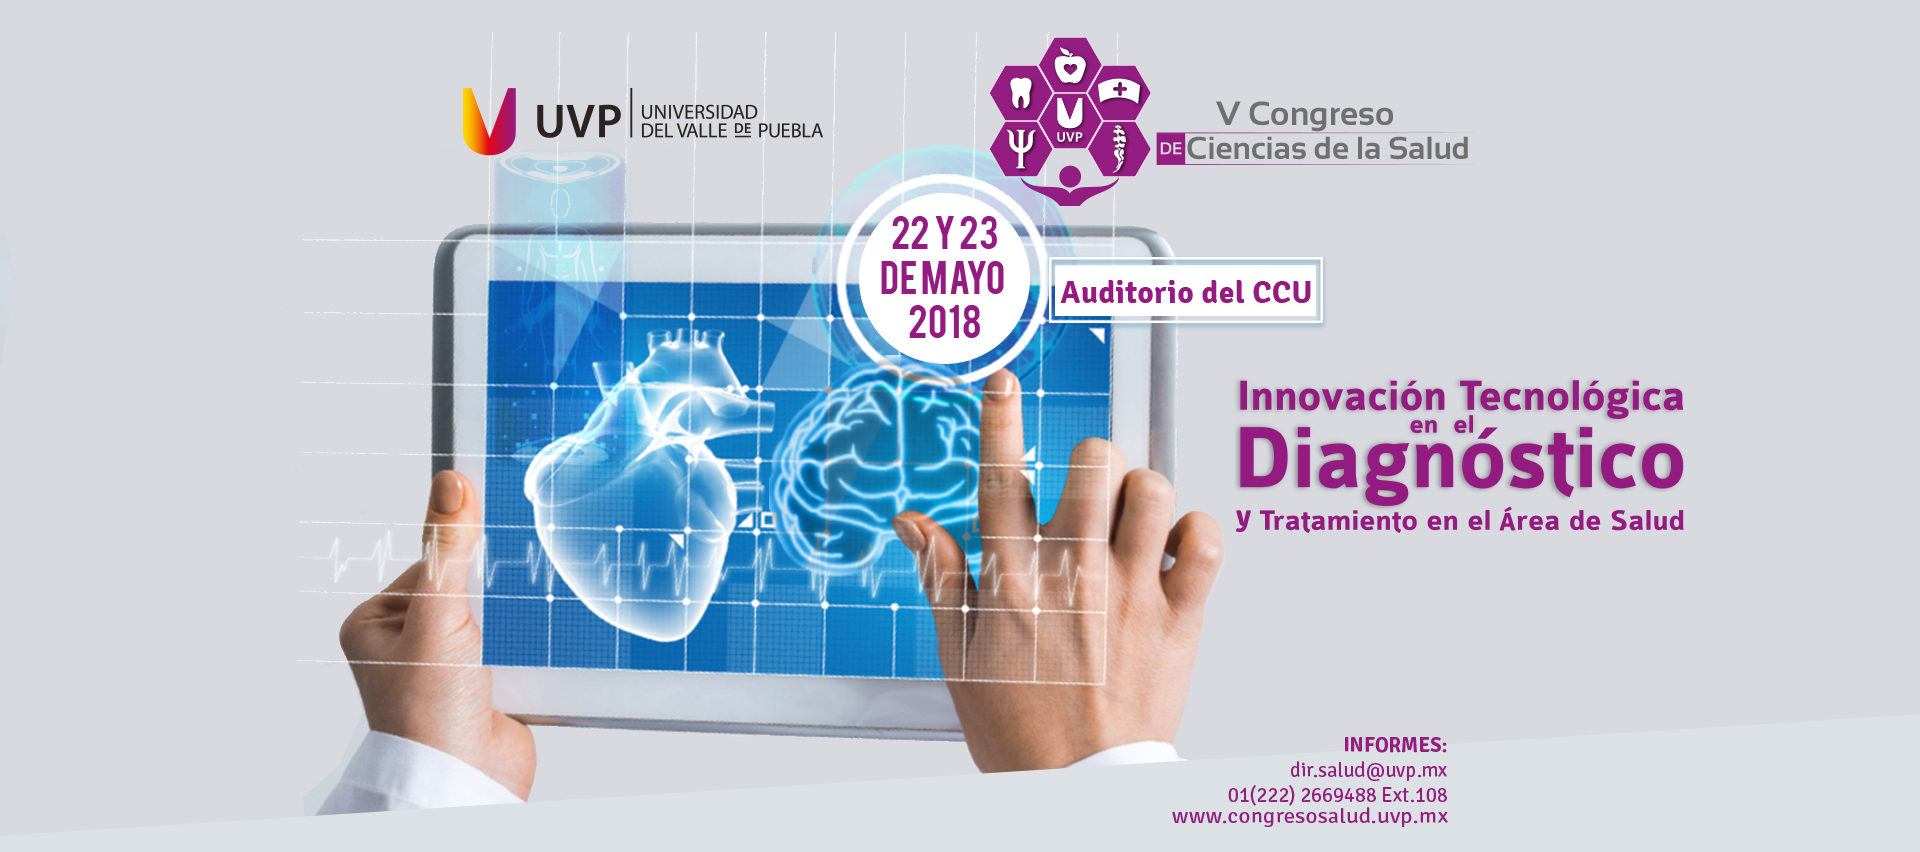 UVP
UNIVERSIDAD
DEL VALLE DE PUEBLA
UVP
V Congreso
DE Ciencias de la Salud
22 Y 23
DE MAYO
2018
Auditorio del CCU
Innovación Tecnológica
en el
Diagnóstico
y Tratamiento en el Área de Salud
INFORMES:
dir.salud@uvp.mx
01(222) 2669488 Ext.108
www.congresosalud.uvp.mx